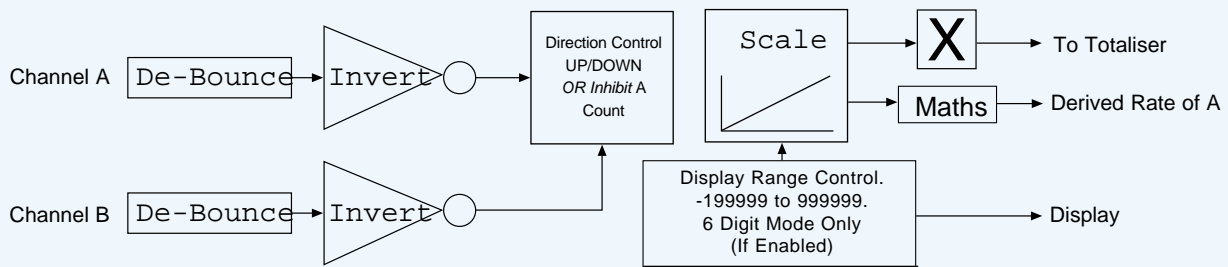 Channel A
De-Bounce
Invert
Direction Control
UP/DOWN
OR Inhibit A
Count
Scale
X
To Totaliser
Maths
Derived Rate of A
Channel B
De-Bounce
Invert
Display Range Control.
-199999 to 999999.
6 Digit Mode Only
(If Enabled)
Display